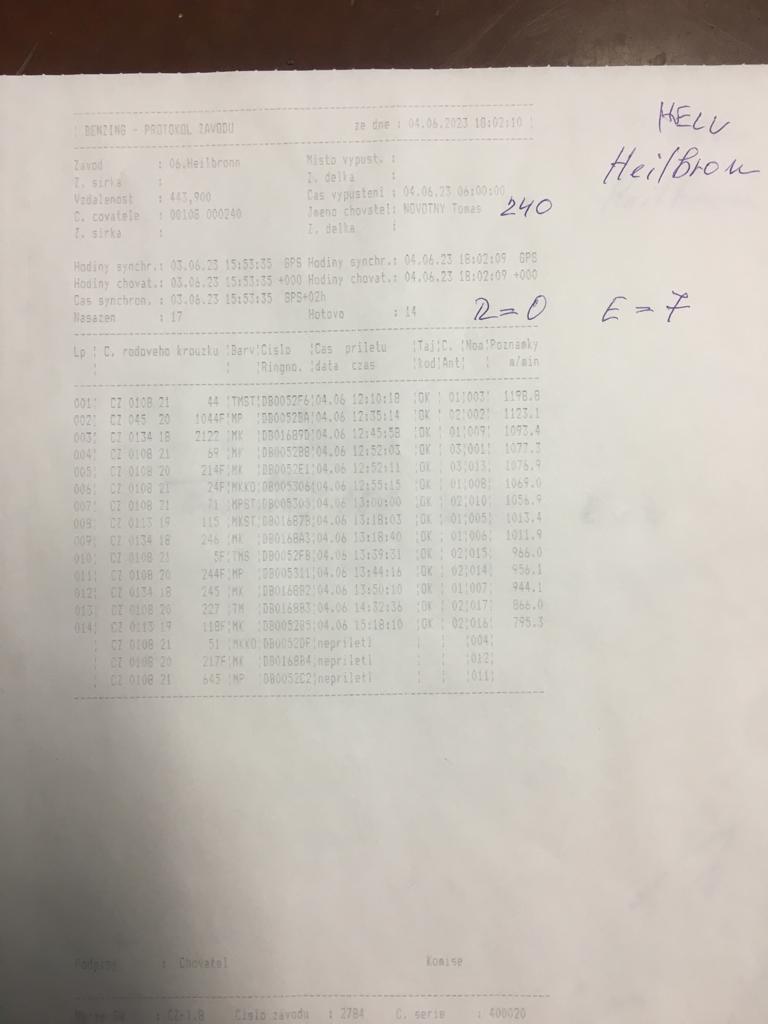 HELV
Heilbron
BENZING - PROTOKOL ZAVODU ze dne : 04.06.2023 18:02:10
Zavod : 06.Heilbronn Misto vypust. :
Z. sirka : Z. delka :
Vzdalenost : 443,900 Cas vypusteni : 04.06.23 06:00:00
C. covatele : 00108 000240 Jmeno chovstel: NOVOTNY Tomas 240
Z. sirka : Z. delka :
Hodiny synchr.: 03.06.23 15:53:35 GPS Hodiny synchr.: 04.06.23 18:02:09 GPS
Hodiny chovat.: 03.06.23 15:53:35 +000 Hodiny chovat.: 04.06.23 18:02:09 +000
Cas synchron. : 03.06.23 15:53:35 GPS+02h
Nasazen : 17 Hotovo : 14 R=0 E=7
Lp ¦ C. rodoveho krouzku ¦Barv¦Cislo ¦Cas priletu ¦Taj¦C. ¦Noa¦Poznamky
¦ ¦ ¦Ringno.¦data cas ¦kod¦Ant¦ ¦ m/min
001¦ CZ 0108 21 44 ¦TMST¦DB0052F6¦04.06 12:10:18 ¦OK ¦ 01¦003¦ 1198.8
002¦ CZ 045 20 1044F¦MP ¦DB0052BA¦04.06 12:35:14 ¦OK ¦ 02¦002¦ 1123.1
003¦ CZ 0134 18 2122 ¦MK ¦DB01689D¦04.06 12:45:58 ¦OK ¦ 01¦009¦ 1093.4
004¦ CZ 0108 21 69 ¦MK ¦DB0052B8¦04.06 12:52:03 ¦OK ¦ 03¦001¦ 1077.3
005¦ CZ 0108 20 214F¦MK ¦DB0052E1¦04.06 12:52:11 ¦OK ¦ 03¦013¦ 1076.9
006¦ CZ 0108 21 24F¦MKKO¦DB005306¦04.06 12:55:15 ¦OK ¦ 01¦008¦ 1069.0
007¦ CZ 0108 21 71 ¦MPST¦DB005305¦04.06 13:00:00 ¦OK ¦ 02¦010¦ 1056.9
008¦ CZ 0113 19 115 ¦MKST¦DB01687B¦04.06 13:18:03 ¦OK ¦ 01¦005¦ 1013.4
009¦ CZ 0134 18 246 ¦MK ¦DB0168A3¦04.06 13:18:40 ¦OK ¦ 01¦006¦ 1011.9
010¦ CZ 0108 21 5F¦TMS ¦DB0052F8¦04.06 13:39:31 ¦OK ¦ 02¦015¦ 966.0
011¦ CZ 0108 20 244F¦MP ¦DB005311¦04.06 13:44:16 ¦OK ¦ 02¦014¦ 956.1
012¦ CZ 0134 18 245 ¦MK ¦DB0168B2¦04.06 13:50:10 ¦OK ¦ 01¦007¦ 944.1
013¦ CZ 0108 20 227 ¦TM ¦DB0168B3¦04.06 14:32:36 ¦OK ¦ 02¦017¦ 866.0
014¦ CZ 0113 19 118F¦MK ¦DB0052B5¦04.06 15:18:10 ¦OK ¦ 02¦016¦ 795.3
¦ CZ 0108 21 51 ¦MKKO¦DB0052DF¦nepriletl ¦ ¦ ¦004¦
¦ CZ 0108 20 217F¦MK ¦DB0168B4¦nepriletl ¦ ¦ ¦012¦
¦ CZ 0108 21 645 ¦MP ¦DB0052C2¦nepriletl ¦ ¦ ¦011¦
Podpisy : Chovatel Komise
CZ-1.8 Cislo zavodu : 2784 C. serie : 400020